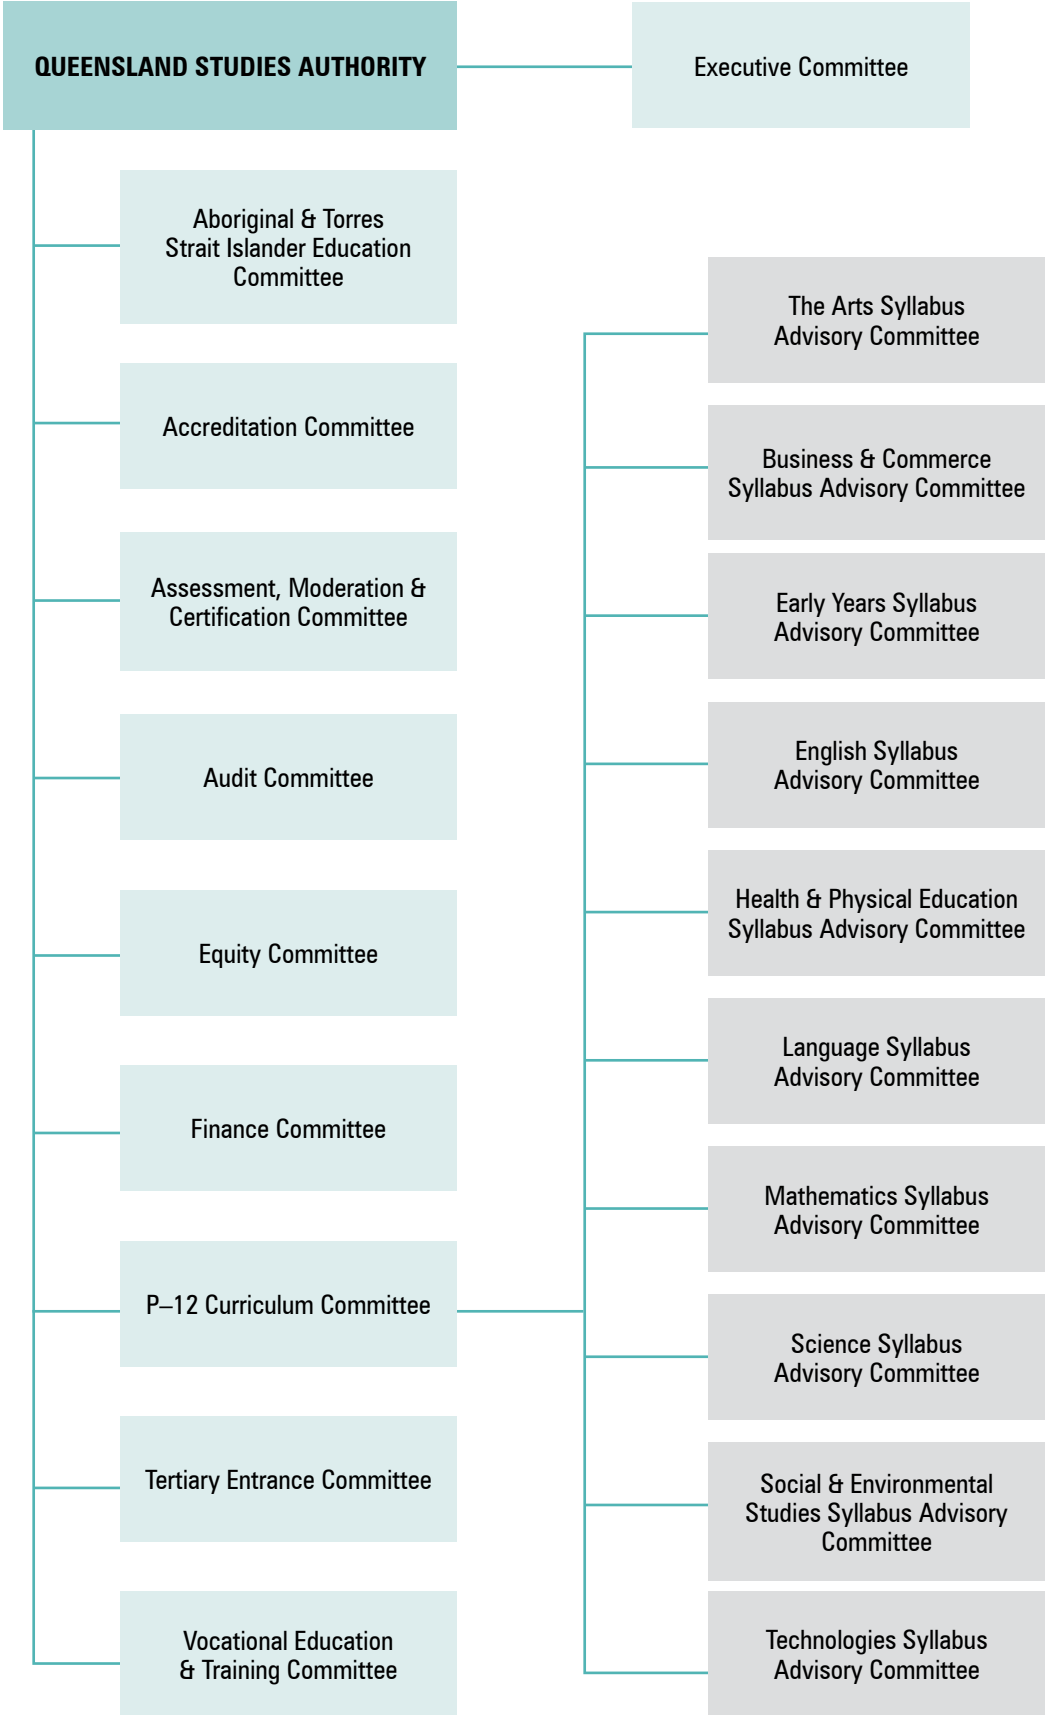 QUEENSLAND STUDIES AUTHORITY
Executive Committee
Aboriginal & Torres
Strait Islander Education
Committee
Accreditation Committee
Assessment, Moderation &
Certification Committee
Audit Committee
Equity Committee
Finance Committee
P–12 Curriculum Committee
Tertiary Entrance Committee
Vocational Education
& Training Committee
The Arts Syllabus
Advisory Committee
Business & Commerce
Syllabus Advisory Committee
Early Years Syllabus
Advisory Committee
English Syllabus
Advisory Committee
Health & Physical Education
Syllabus Advisory Committee
Language Syllabus
Advisory Committee
Mathematics Syllabus
Advisory Committee
Science Syllabus
Advisory Committee
Social & Environmental
Studies Syllabus Advisory
Committee
Technologies Syllabus
Advisory Committee